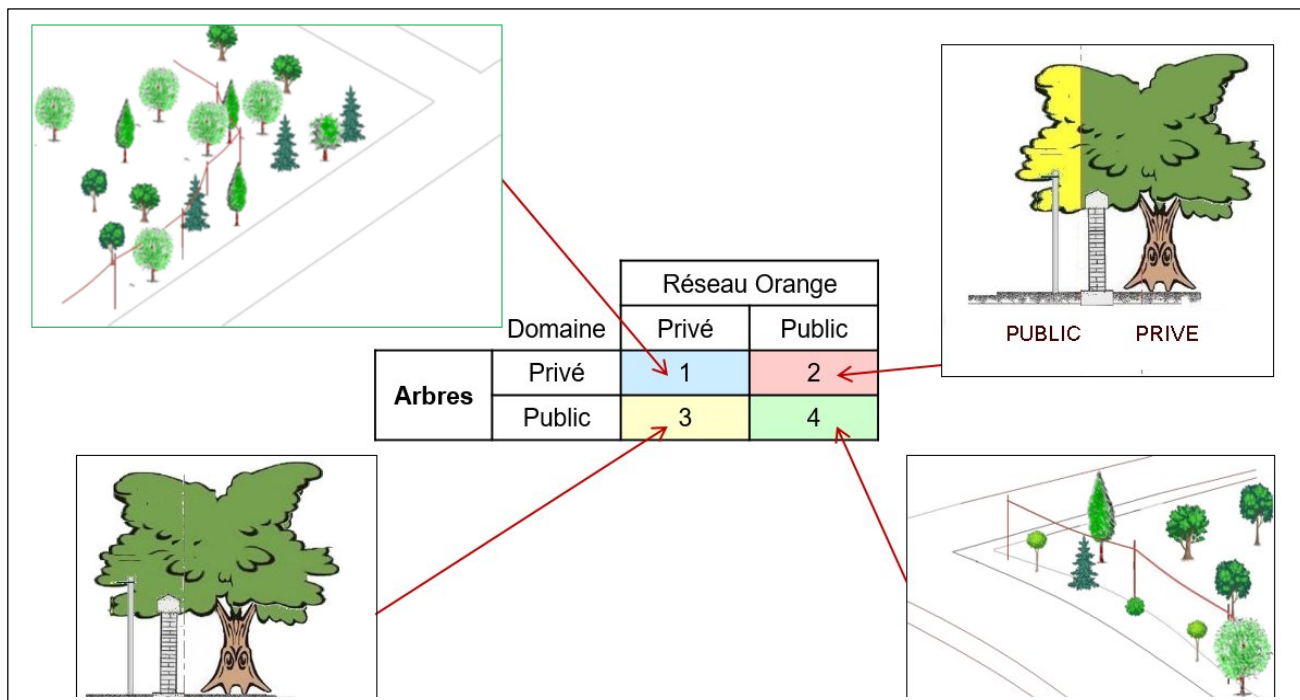 PUBLIC PRIVE
Réseau Orange
Domaine Privé Public
Arbres
Privé 1 2
Public 3 4